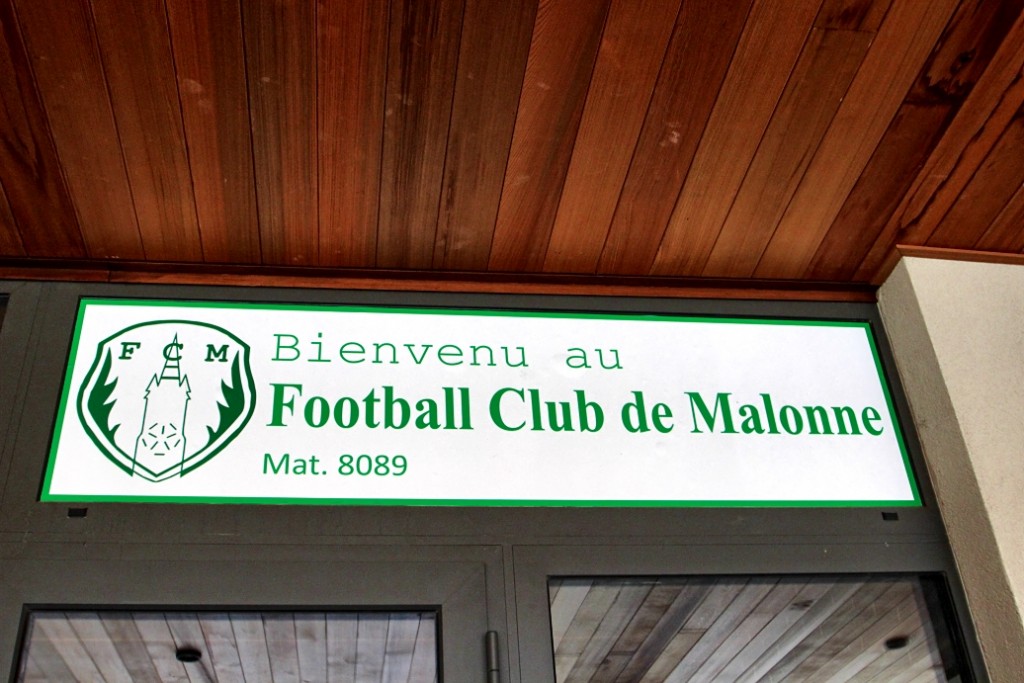 F C M
Bienvenu au
Football Club de Malonne
Mat. 8089